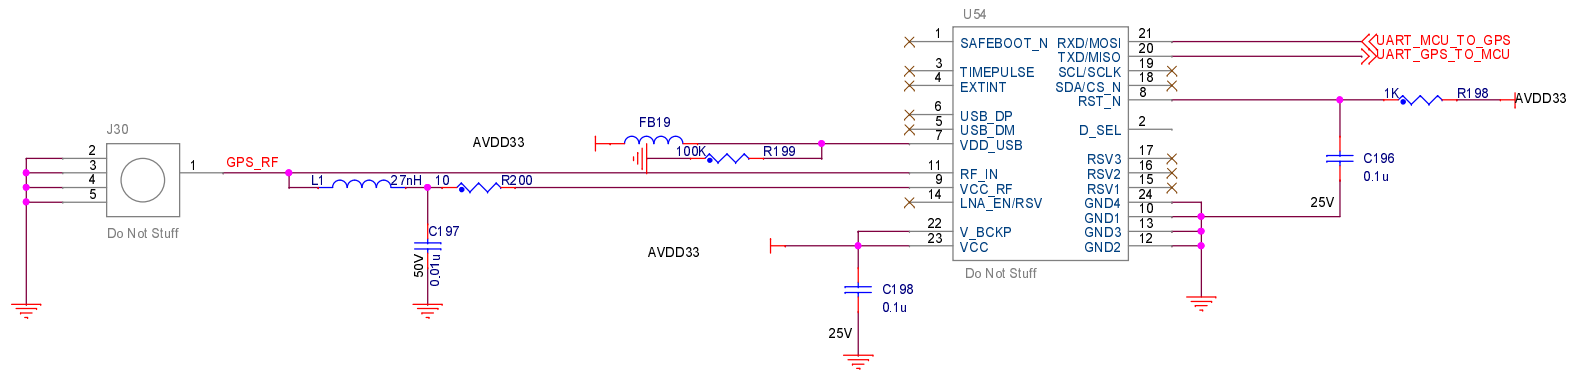 U54
1 SAFEBOOT_N RXD/MOSI 21 UART_MCU_TO_GPS
TXD/MISO 20 UART_GPS_TO_MCU
3 TIMEPULSE SCL/SCLK 19
4 EXTINT SDA/CS_N 18
RST_N 8 1K R198 AVDD33
6 USB_DP
FB19
J30 5 USB_DM D_SEL 2
AVDD33 7 VDD_USB
2 100K R199 RSV3 17 C196
3 1 GPS_RF 11 RF_IN RSV2 16 0.1u
4 L1 27nH 10 R200 9 VCC_RF RSV1 15
5 14 LNA_EN/RSV GND4 24 25V
GND1 10
Do Not Stuff C197 22 V_BCKP GND3 13
AVDD33 23 VCC GND2 12
50V 0.01u
Do Not Stuff
C198
0.1u
25V